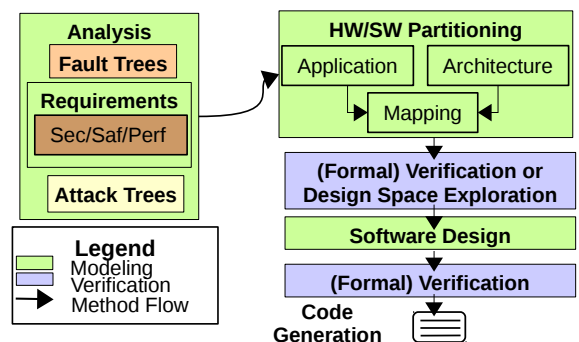 Analysis
Fault Trees
Requirements
Sec/Saf/Perf
Attack Trees
HW/SW Partitioning
Application
Architecture
Mapping
(Formal) Verification or
Design Space Exploration
Software Design
(Formal) Verification
Code
Generation
Legend
Modeling
Verification
Method Flow